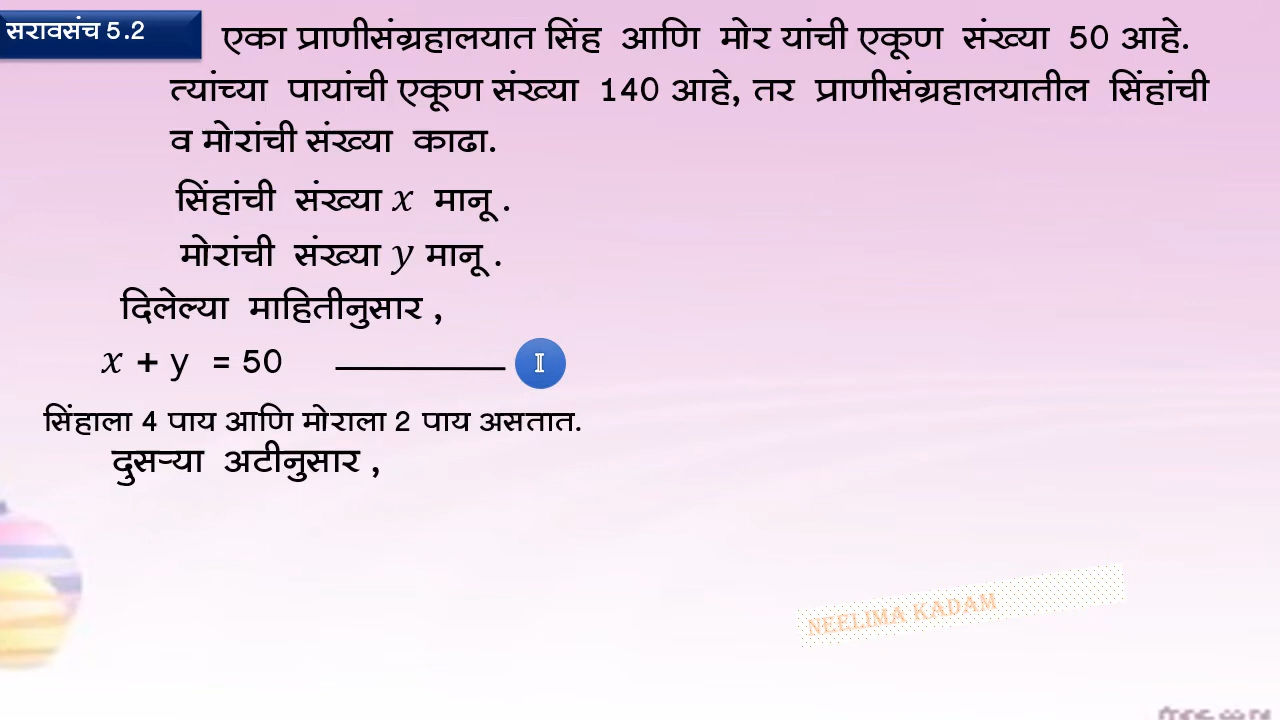 सरावसंच 5.2
एका प्राणीसंग्रहालयात सिंह आणि मोर यांची एकूण संख्या 50 आहे.
त्यांच्या पायांची एकूण संख्या 140 आहे, तर प्राणीसंग्रहालयातील सिंहांची
व मोरांची संख्या काढा.
सिंहांची संख्या x मानू .
मोरांची संख्या y मानू .
दिलेल्या माहितीनुसार ,
x + y = 50 I
सिंहाला 4 पाय आणि मोराला 2 पाय असतात.
दुसऱ्या अटीनुसार ,
NEELIMA KADAM